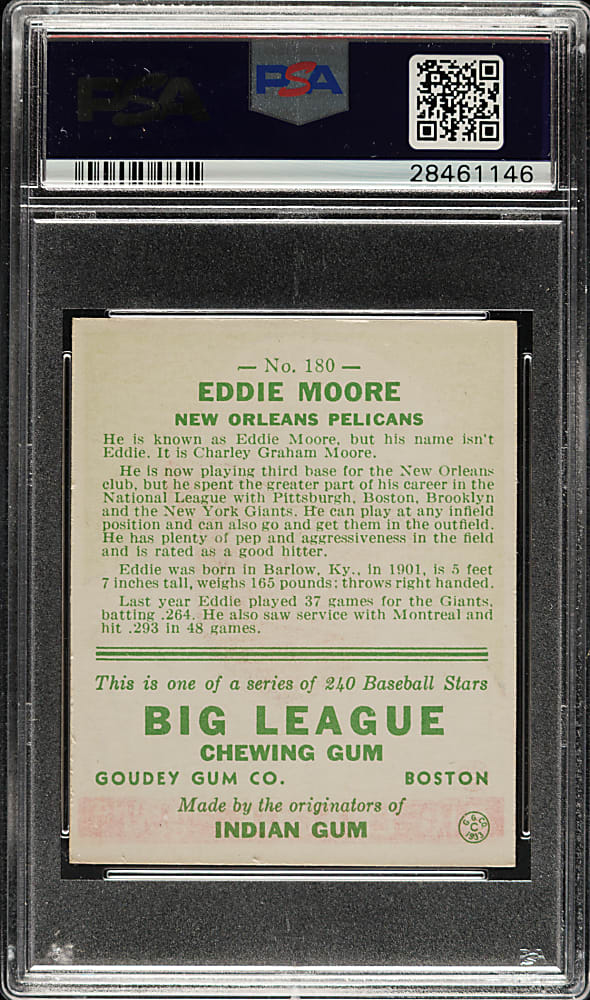 PSA
PSA
28461146
— No. 180 —
EDDIE MOORE
NEW ORLEANS PELICANS
He is known as Eddie Moore, but his name isn't
Eddie. It is Charley Graham Moore.
He is now playing third base for the New Orleans
club, but he spent the greater part of his career in the
National League with Pittsburgh, Boston, Brooklyn
and the New York Giants. He can play at any infield
position and can also go and get them in the outfield.
He has plenty of pep and aggressiveness in the field
and is rated as a good hitter.
Eddie was born in Barlow, Ky., in 1901, is 5 feet
7 inches tall, weighs 165 pounds; throws right handed.
Last year Eddie played 37 games for the Giants,
batting .264. He also saw service with Montreal and
hit .293 in 48 games.
This is one of a series of 240 Baseball Stars
BIG LEAGUE
CHEWING GUM
GOUDEY GUM CO. BOSTON
Made by the originators of
INDIAN GUM
G. G. CO.
C
1933